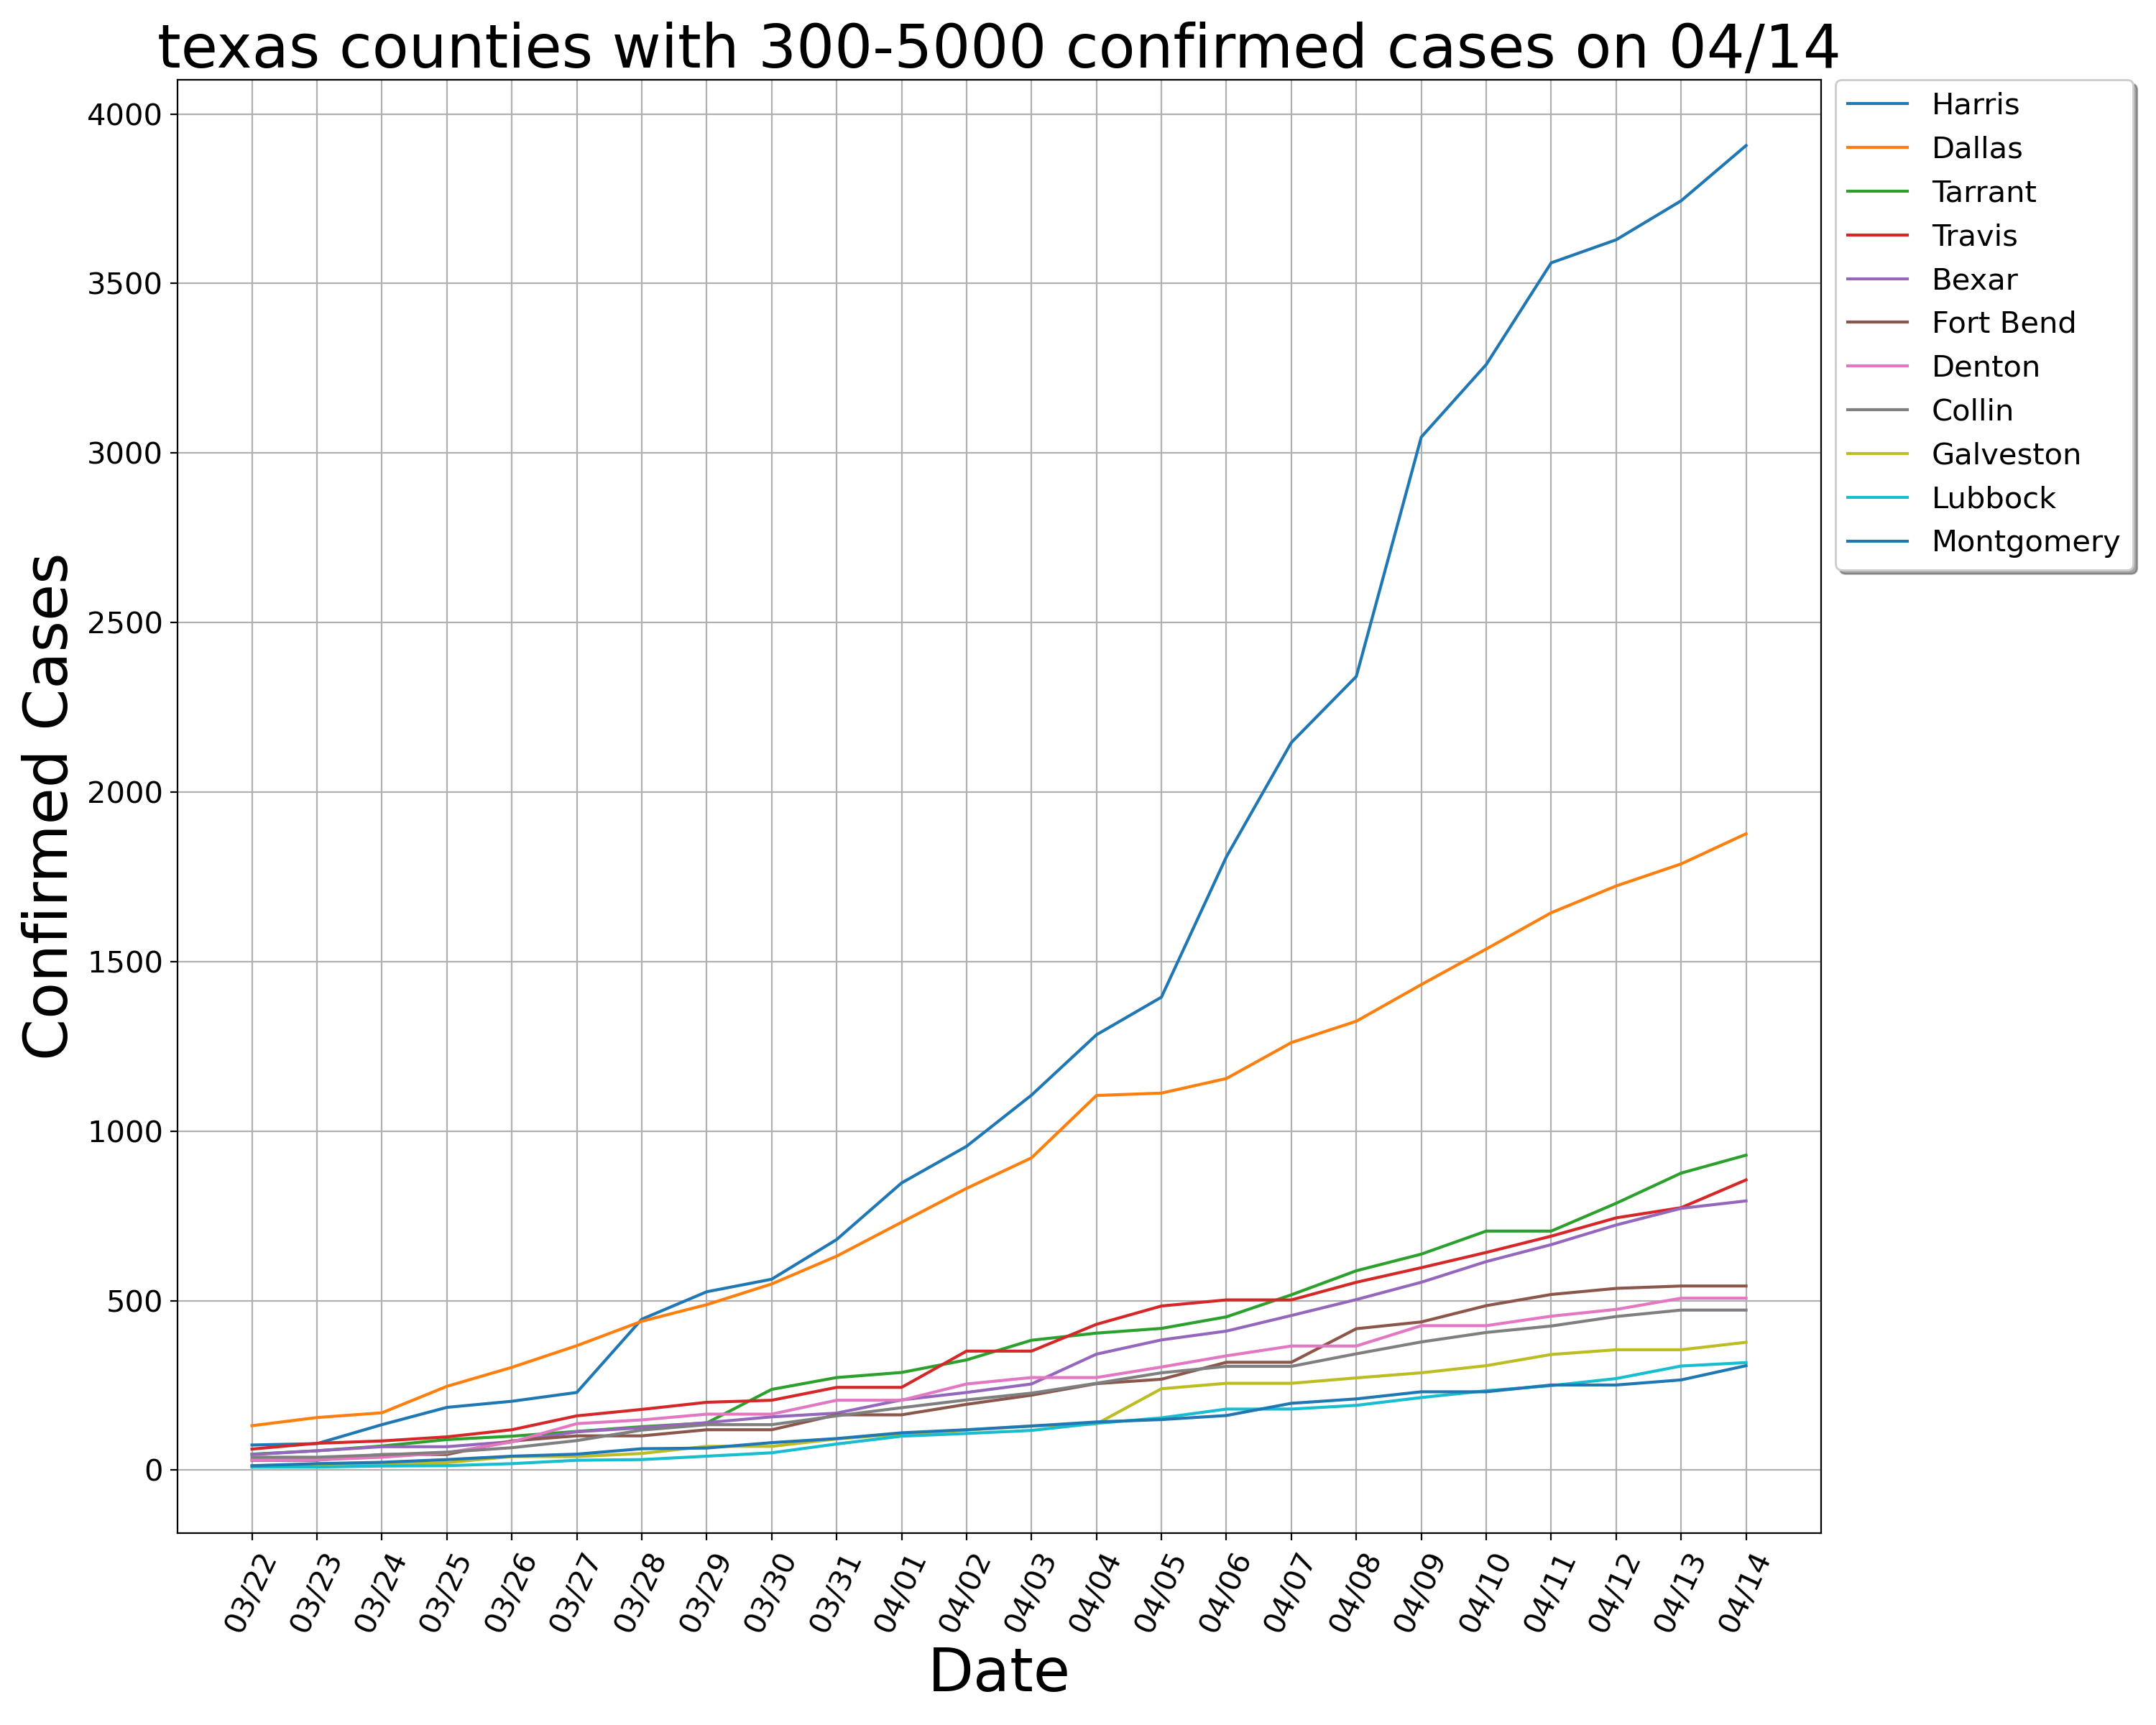 texas counties with 300-5000 confirmed cases on 04/14
4000
3500
3000
2500
2000
1500
1000
500
0
Confirmed Cases
03/22
03/23
03/24
03/25
03/26
03/27
03/28
03/29
03/30
03/31
04/01
04/02
04/03
04/04
04/05
04/06
04/07
04/08
04/09
04/10
04/11
04/12
04/13
04/14
Date
Harris
Dallas
Tarrant
Travis
Bexar
Fort Bend
Denton
Collin
Galveston
Lubbock
Montgomery